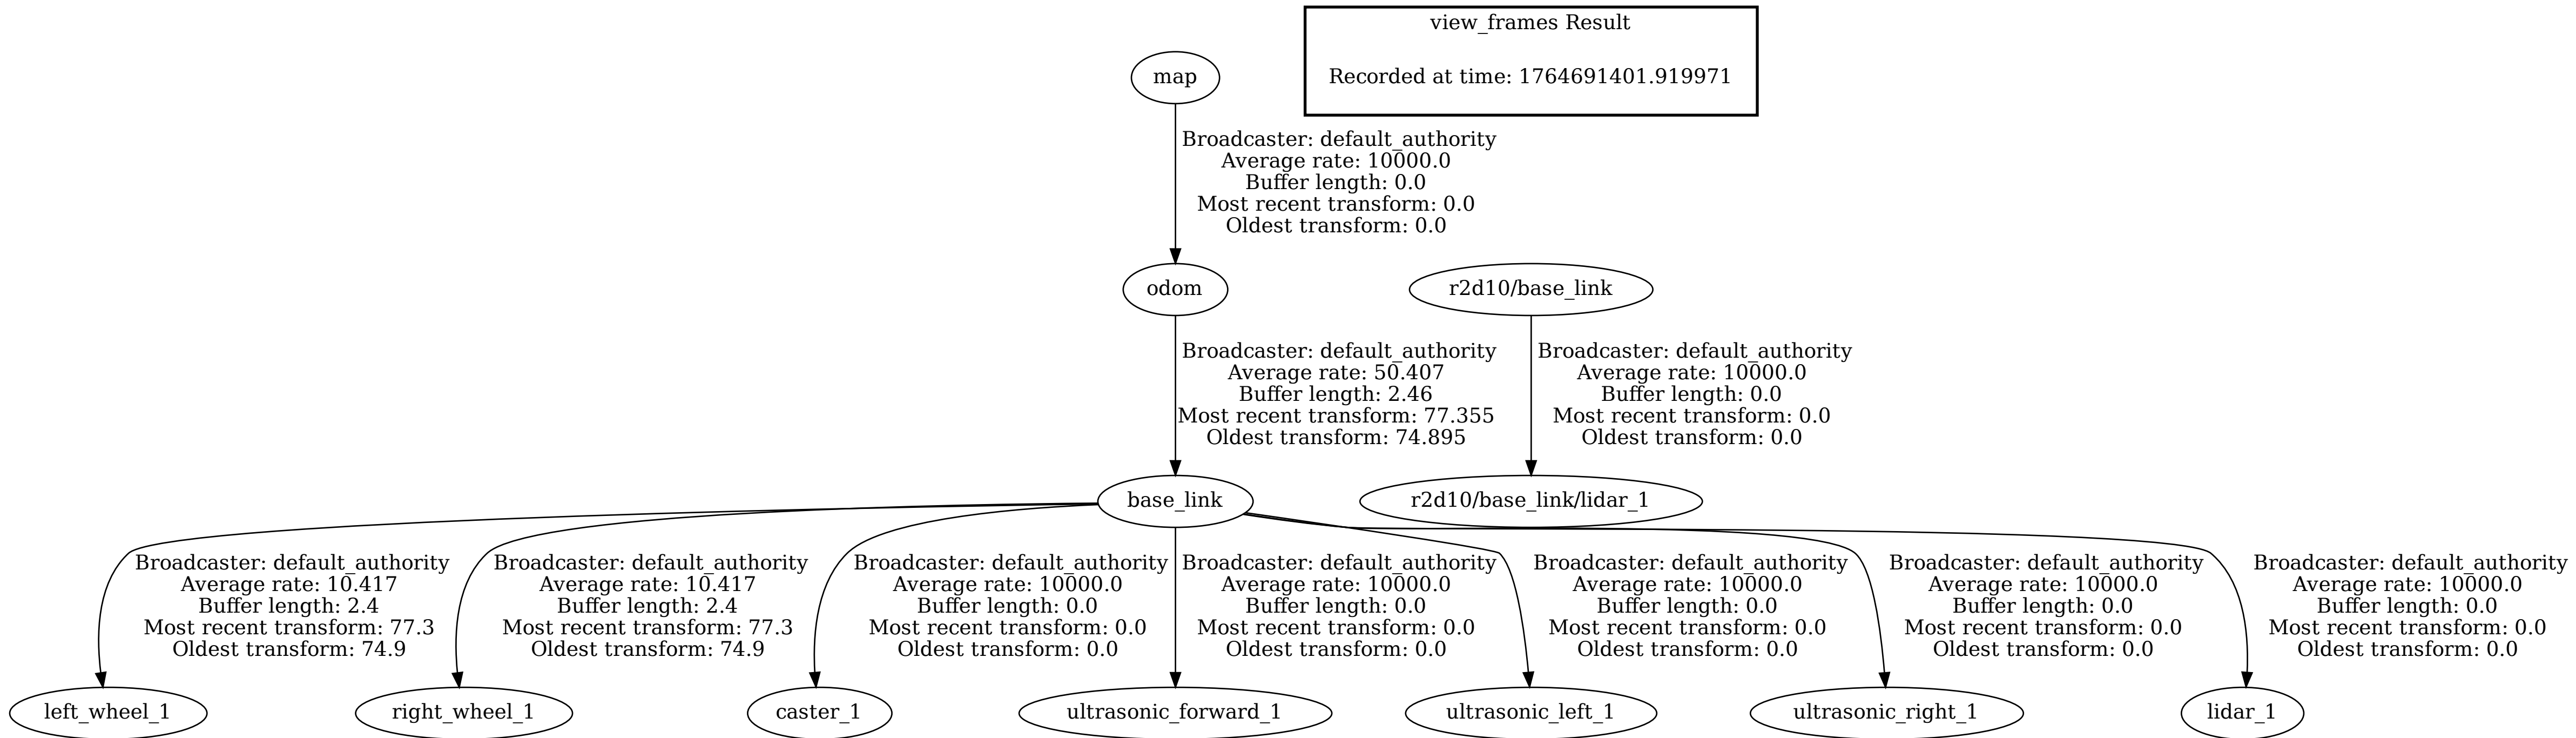 view_frames Result
Recorded at time: 1764691401.919971
map
Broadcaster: default_authority
Average rate: 10000.0
Buffer length: 0.0
Most recent transform: 0.0
Oldest transform: 0.0
odom
r2d10/base_link
Broadcaster: default_authority
Average rate: 50.407
Buffer length: 2.46
Most recent transform: 77.355
Oldest transform: 74.895
Broadcaster: default_authority
Average rate: 10000.0
Buffer length: 0.0
Most recent transform: 0.0
Oldest transform: 0.0
base_link
r2d10/base_link/lidar_1
Broadcaster: default_authority
Average rate: 10.417
Buffer length: 2.4
Most recent transform: 77.3
Oldest transform: 74.9
Broadcaster: default_authority
Average rate: 10.417
Buffer length: 2.4
Most recent transform: 77.3
Oldest transform: 74.9
Broadcaster: default_authority
Average rate: 10000.0
Buffer length: 0.0
Most recent transform: 0.0
Oldest transform: 0.0
Broadcaster: default_authority
Average rate: 10000.0
Buffer length: 0.0
Most recent transform: 0.0
Oldest transform: 0.0
Broadcaster: default_authority
Average rate: 10000.0
Buffer length: 0.0
Most recent transform: 0.0
Oldest transform: 0.0
Broadcaster: default_authority
Average rate: 10000.0
Buffer length: 0.0
Most recent transform: 0.0
Oldest transform: 0.0
Broadcaster: default_authority
Average rate: 10000.0
Buffer length: 0.0
Most recent transform: 0.0
Oldest transform: 0.0
left_wheel_1
right_wheel_1
caster_1
ultrasonic_forward_1
ultrasonic_left_1
ultrasonic_right_1
lidar_1